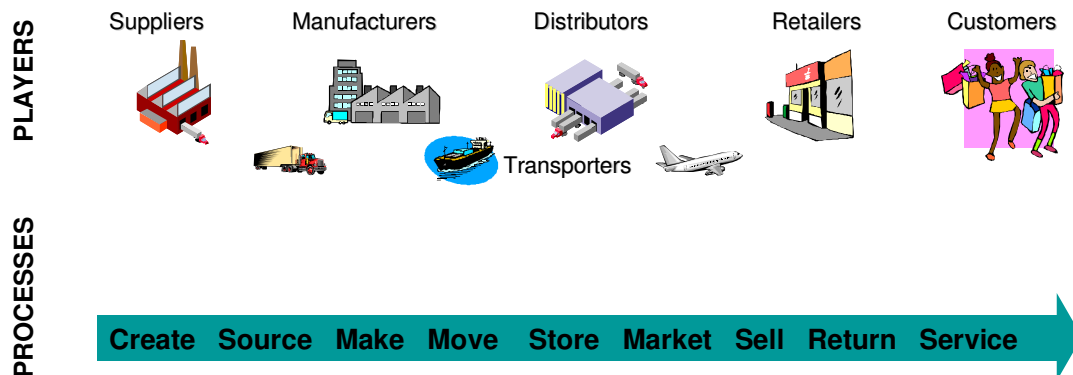 PLAYERS
Suppliers Manufacturers Distributors Retailers Customers
Transporters
PROCESSES
Create Source Make Move Store Market Sell Return Service